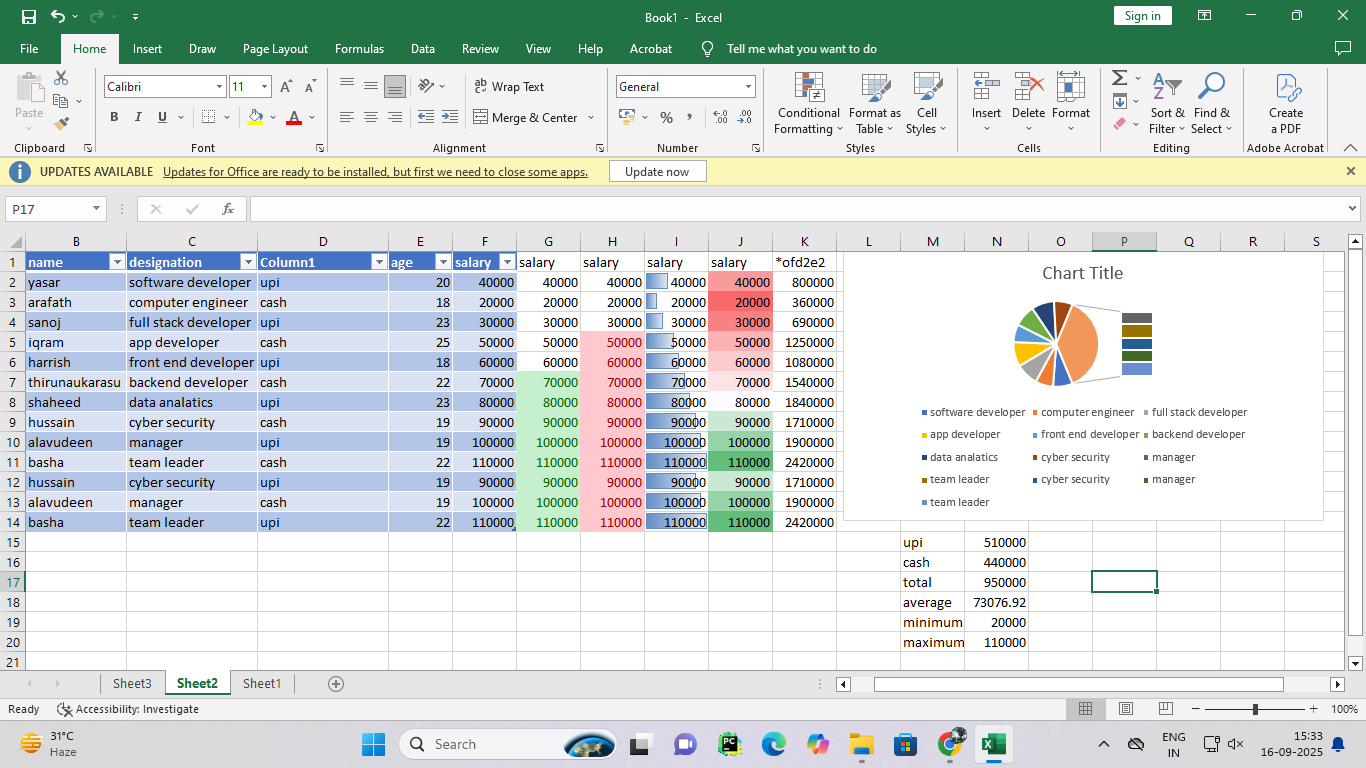 Book1 - Excel
Sign in
File Home Insert Draw Page Layout Formulas Data Review View Help Acrobat Tell me what you want to do
Paste
Clipboard
Calibri 11
B I U
Font
Wrap Text
Merge & Center
Alignment
General
% ,
Number
Conditional Formatting
Format as Table
Cell Styles
Styles
Insert Delete Format
Cells
Sort & Filter
Find & Select
Editing
Create a PDF
Adobe Acrobat
UPDATES AVAILABLE Updates for Office are ready to be installed, but first we need to close some apps. Update now
P17 fx
B C D E F G H I J K L M N O P Q R S
1 name designation Column1 age salary salary salary salary salary *ofd2e2
2 yasar software developer upi 20 40000 40000 40000 40000 40000 800000
3 arafath computer engineer cash 18 20000 20000 20000 20000 20000 360000
4 sanoj full stack developer upi 23 30000 30000 30000 30000 30000 690000
5 iqram app developer cash 25 50000 50000 50000 50000 50000 1250000
6 harrish front end developer upi 18 60000 60000 60000 60000 60000 1080000
7 thirunaukarasu backend developer cash 22 70000 70000 70000 70000 70000 1540000
8 shaheed data analatics upi 23 80000 80000 80000 80000 80000 1840000
9 hussain cyber security cash 19 90000 90000 90000 90000 90000 1710000
10 alavudeen manager upi 19 100000 100000 100000 100000 100000 1900000
11 basha team leader cash 22 110000 110000 110000 110000 110000 2420000
12 hussain cyber security upi 19 90000 90000 90000 90000 90000 1710000
13 alavudeen manager cash 19 100000 100000 100000 100000 100000 1900000
14 basha team leader upi 22 110000 110000 110000 110000 110000 2420000
Chart Title
software developer computer engineer full stack developer
app developer front end developer backend developer
data analatics cyber security manager
team leader cyber security manager
team leader
15 upi 510000
16 cash 440000
17 total 950000
18 average 73076.92
19 minimum 20000
20 maximum 110000
21
Sheet3 Sheet2 Sheet1
Ready Accessibility: Investigate 100%
31°C
Haze
Search
ENG
IN
15:33
16-09-2025